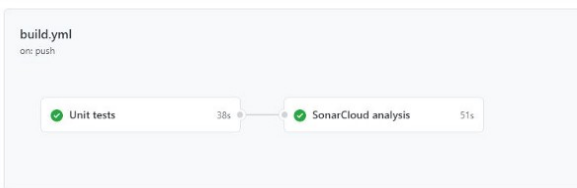 build.yml
on: push
Unit tests 38s
SonarCloud analysis 51s